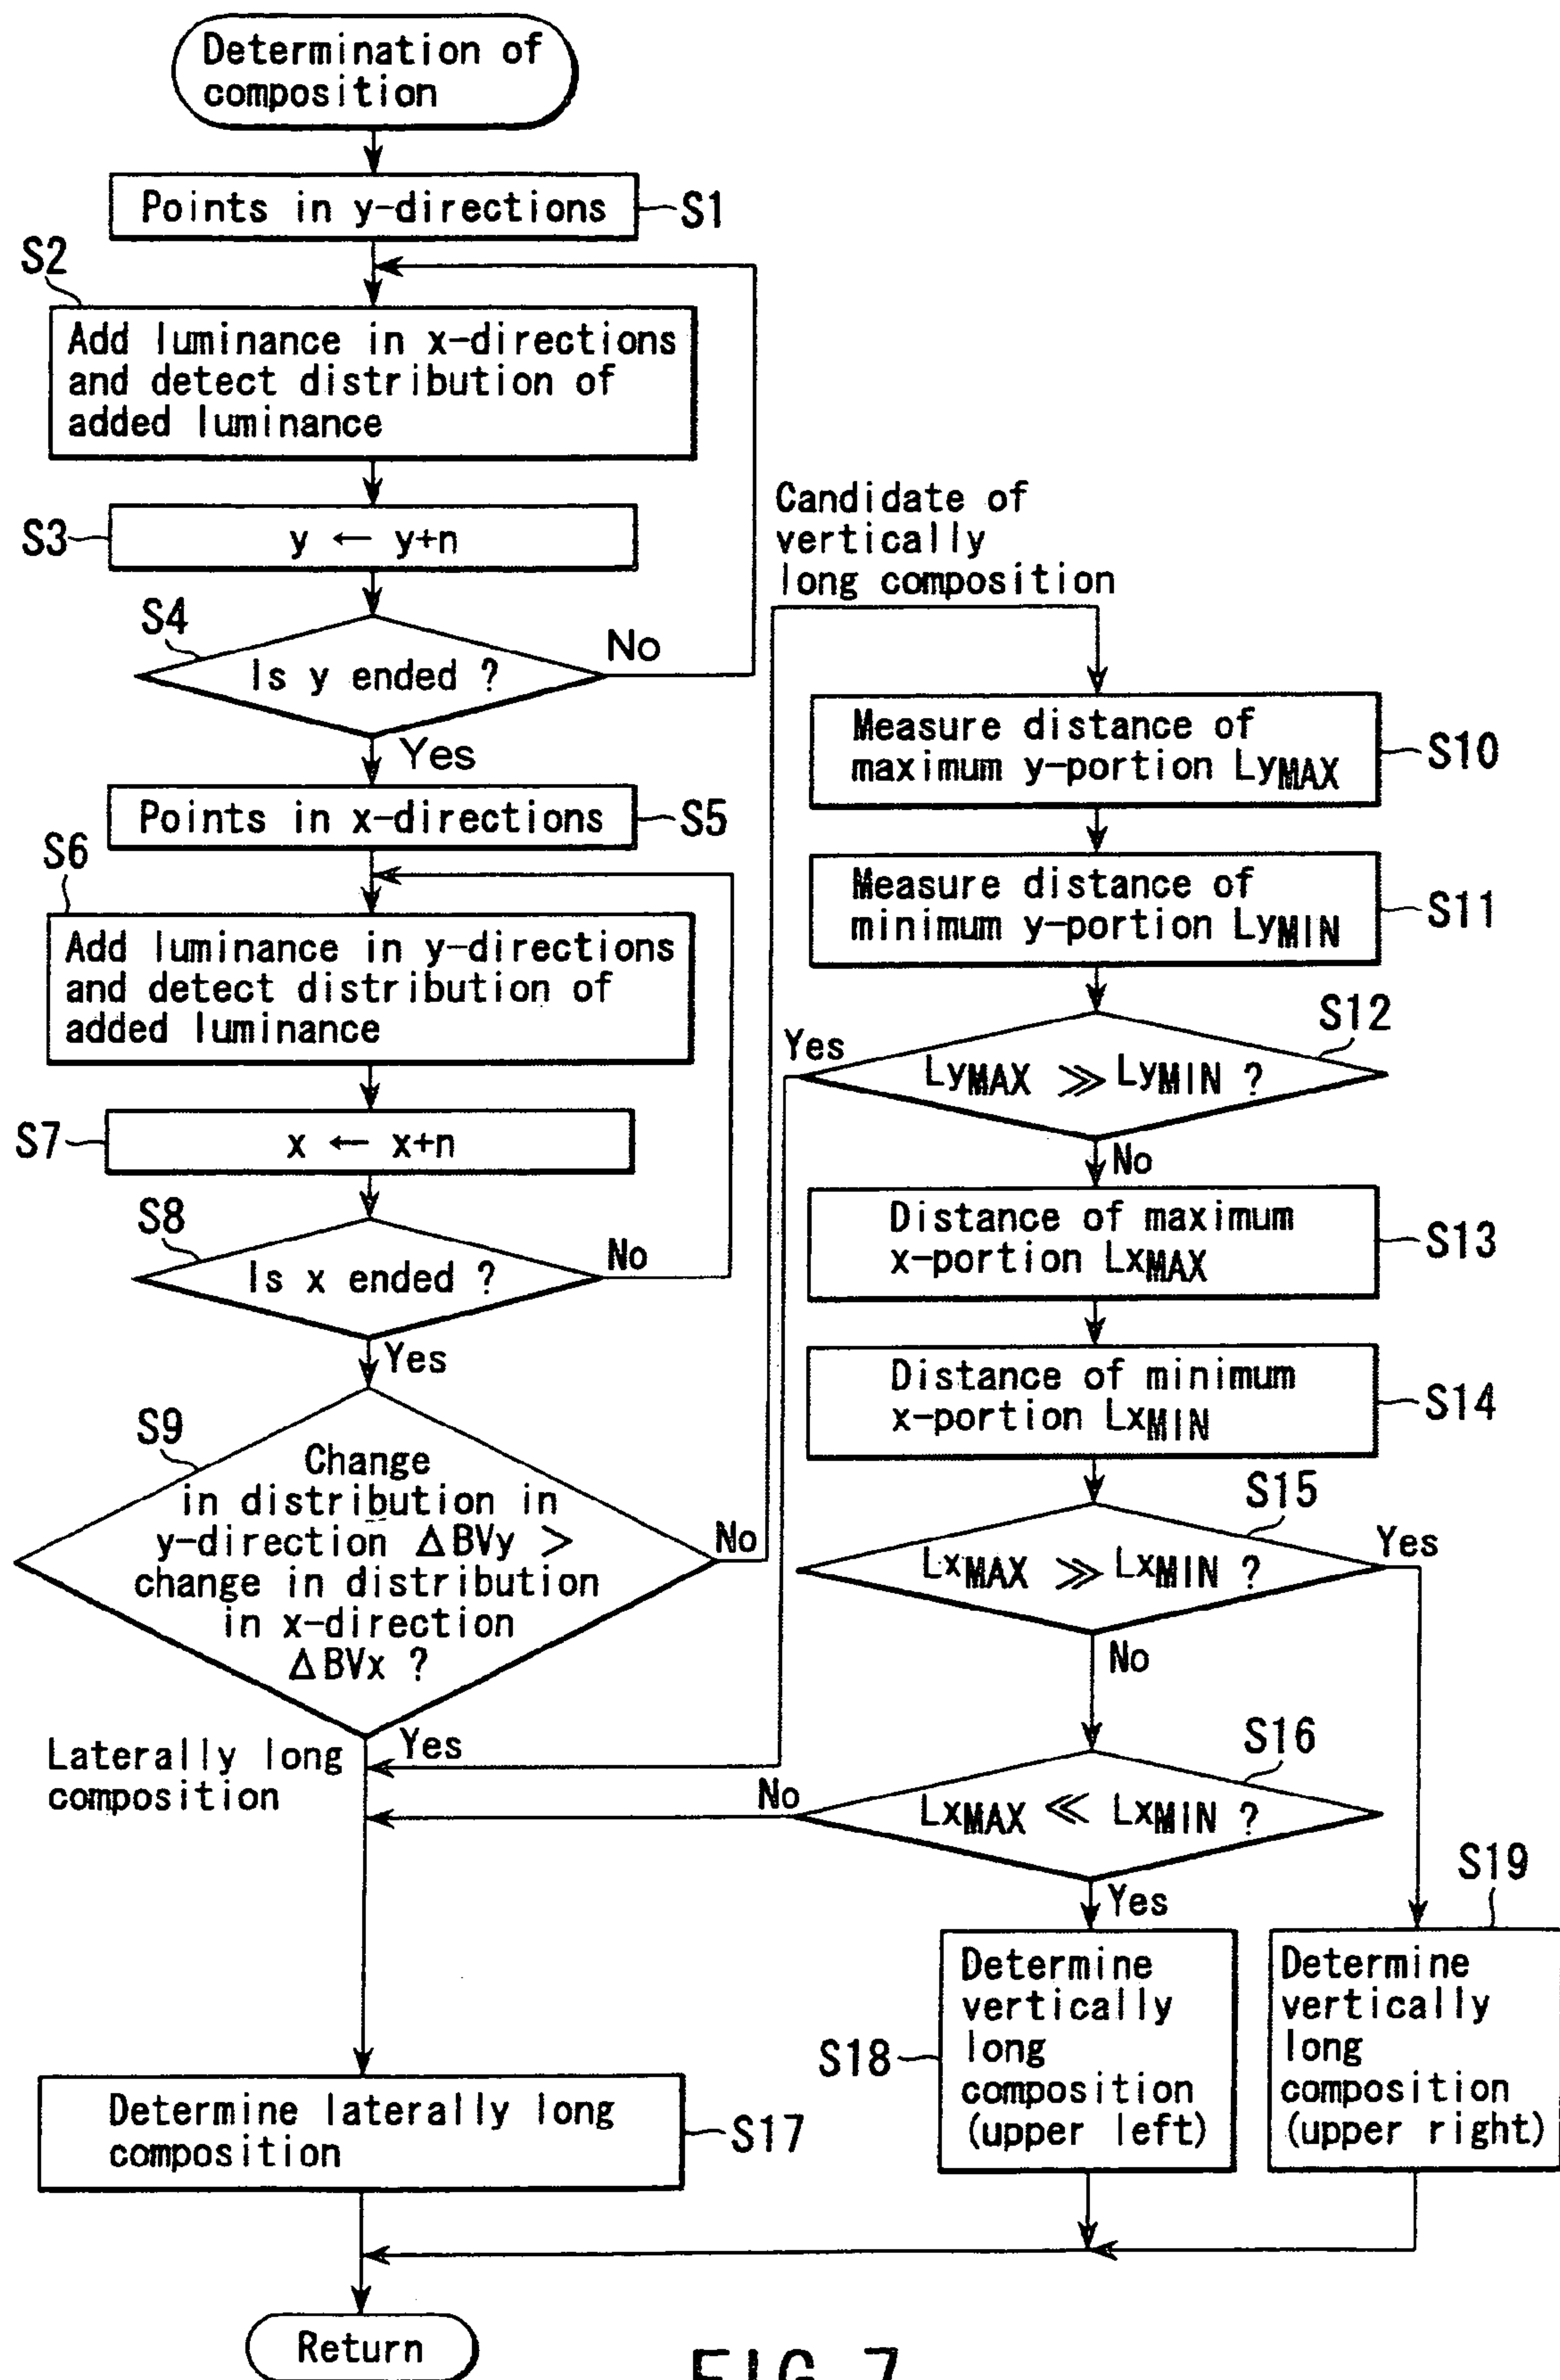 Determination of
composition
Points in y-directions
S1
S2
Add luminance in x-directions
and detect distribution of
added luminance
S3
y ← y+n
S4
Is y ended ?
No
Yes
Points in x-directions
S5
S6
Add luminance in y-directions
and detect distribution of
added luminance
S7
x ← x+n
S8
Is x ended ?
No
Yes
S9
Change
in distribution in
y-direction ΔBVy >
change in distribution
in x-direction
ΔBVx ?
No
Yes
Laterally long
composition
Candidate of
vertically
long composition
Measure distance of
maximum y-portion LyMAX
S10
Measure distance of
minimum y-portion LyMIN
S11
S12
Yes
LyMAX ≫ LyMIN ?
No
Distance of maximum
x-portion LxMAX
S13
Distance of minimum
x-portion LxMIN
S14
S15
Yes
LxMAX ≫ LxMIN ?
No
S16
No
LxMAX ≪ LxMIN ?
Yes
S19
S18
Determine
vertically
long
composition
(upper left)
Determine
vertically
long
composition
(upper right)
Determine laterally long
composition
S17
Return
FIG. 7